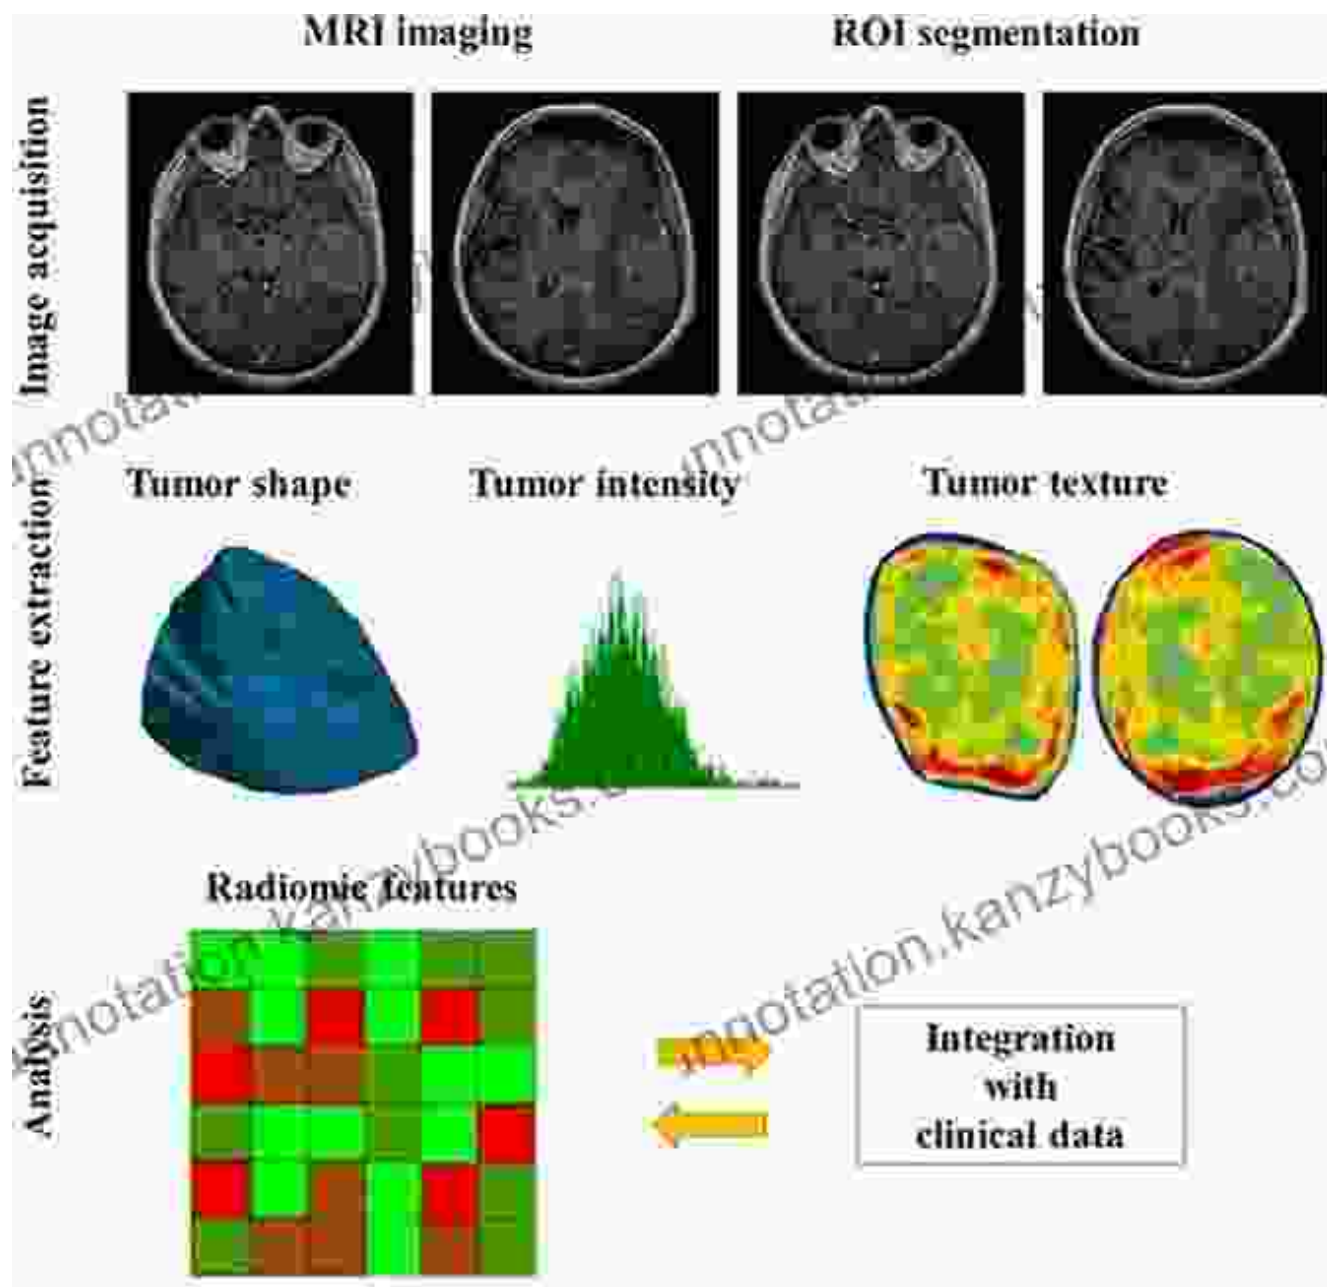 MRI imaging
ROI segmentation
Image acquisition
Tumor shape
Tumor intensity
Tumor texture
Feature extraction
Radiomic features
Analysis
Integration
with
clinical data
annotation.kanzybooks.com